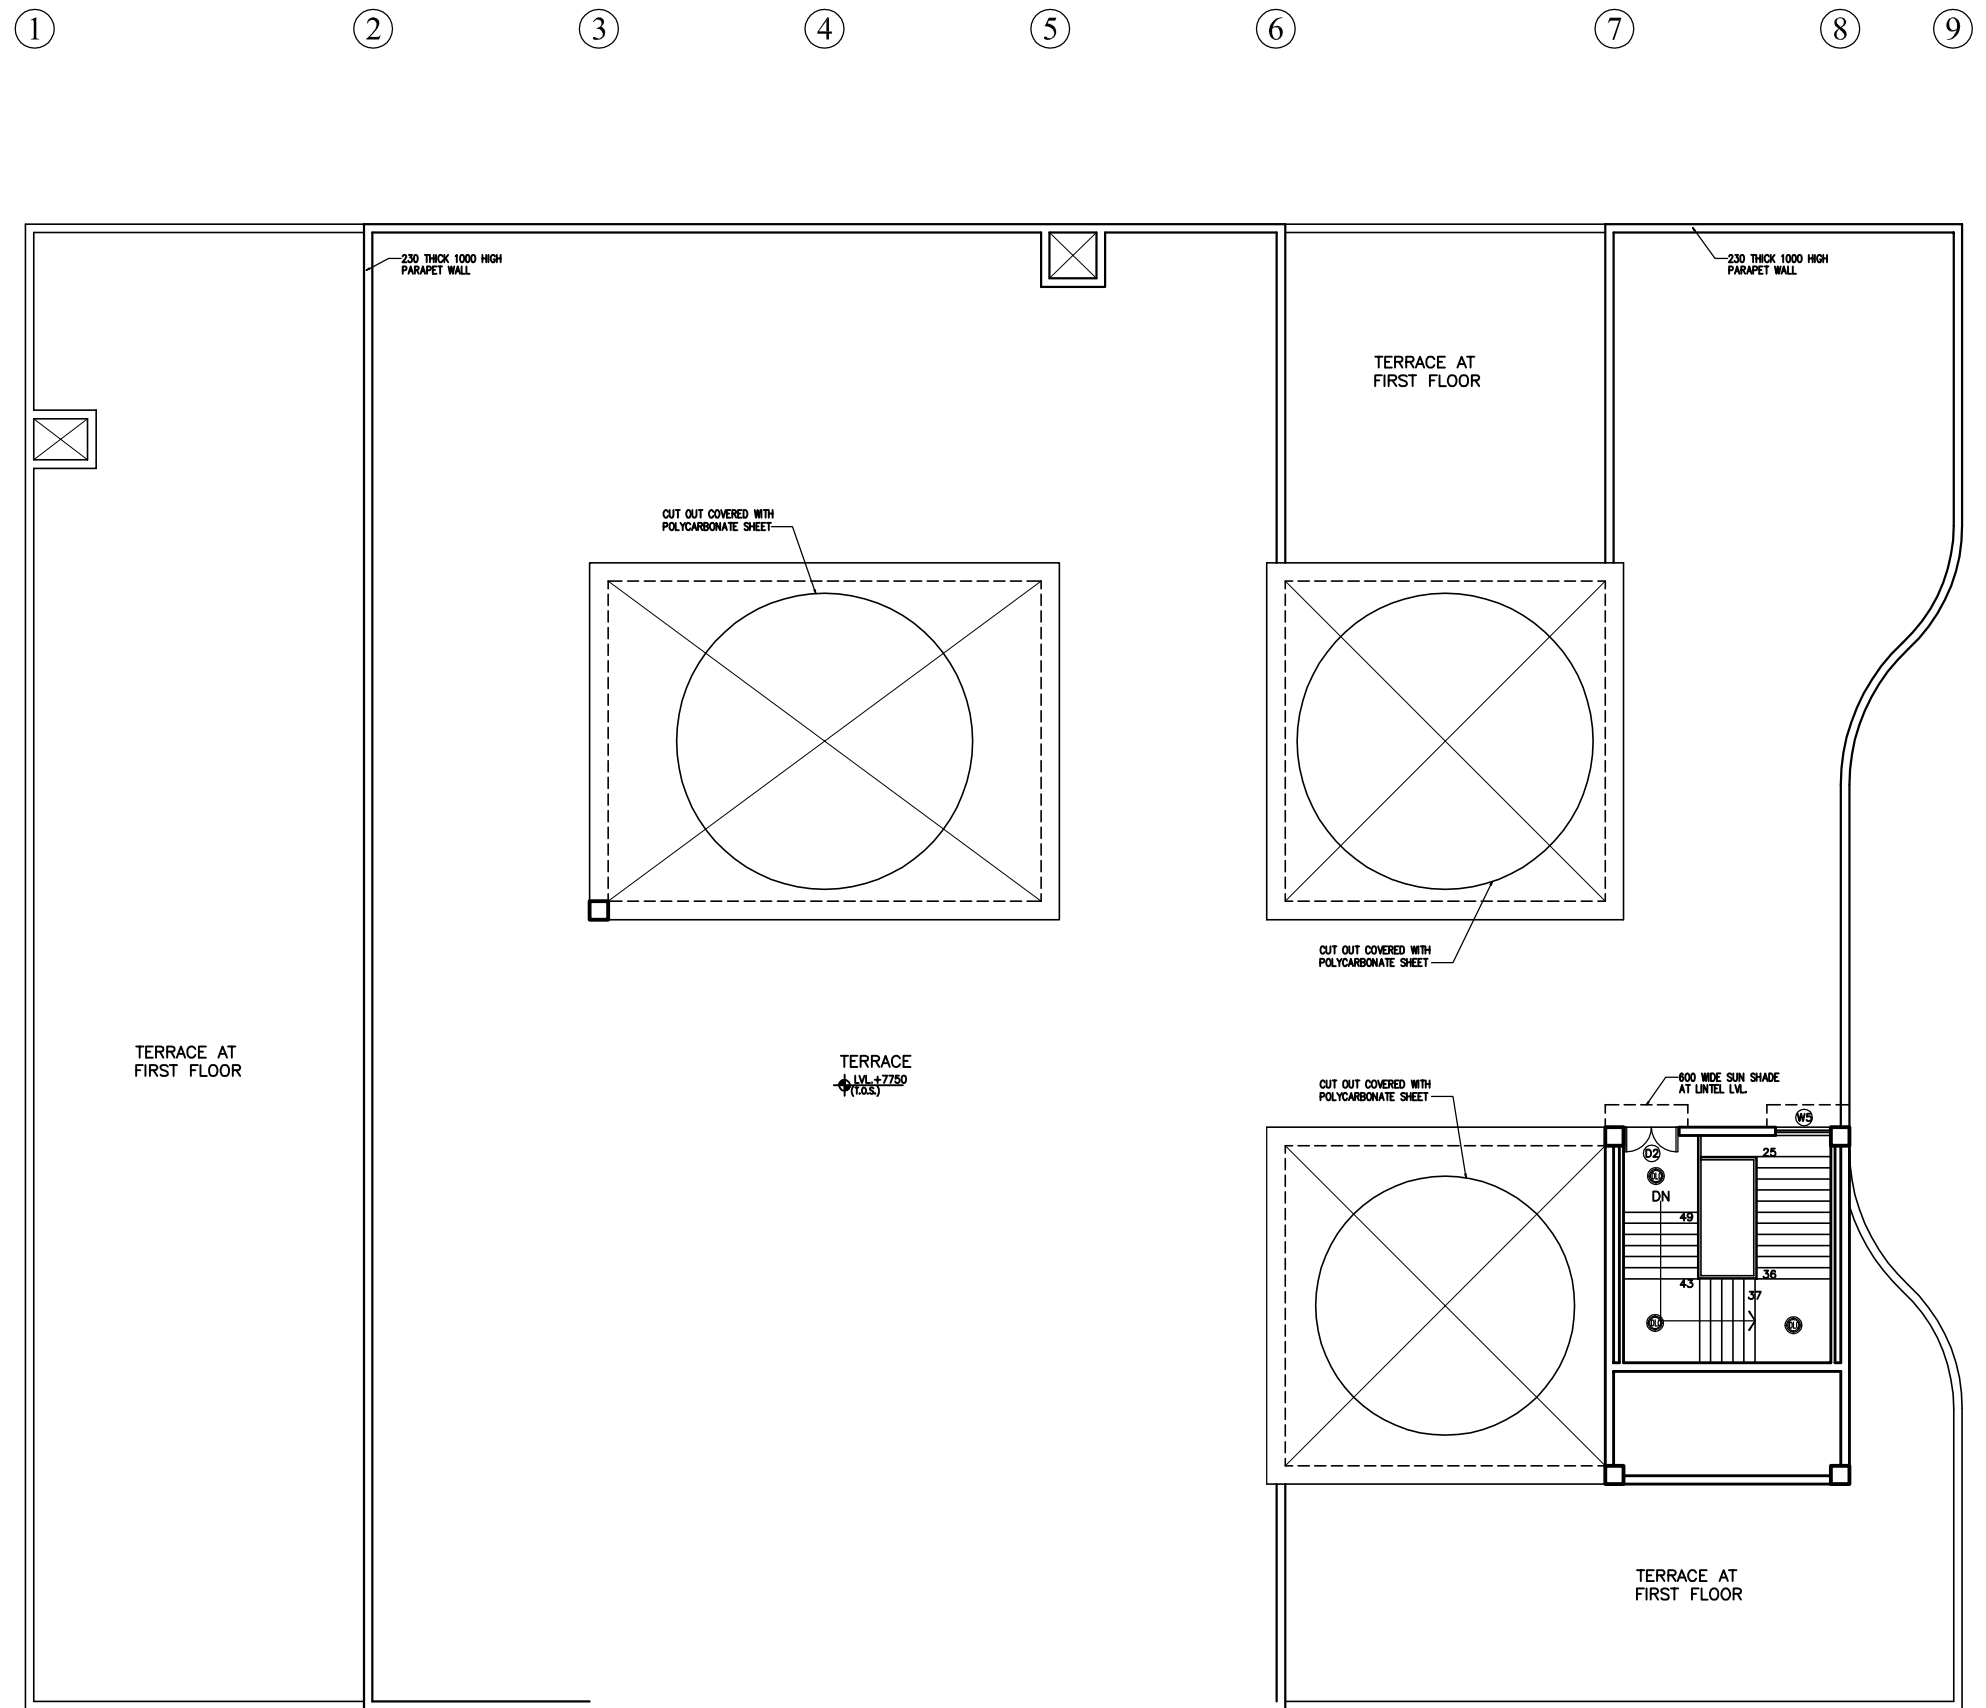 1 2 3 4 5 6 7 8 9
230 THICK 1000 HIGH
PARAPET WALL
230 THICK 1000 HIGH
PARAPET WALL
TERRACE AT
FIRST FLOOR
CUT OUT COVERED WITH
POLYCARBONATE SHEET
CUT OUT COVERED WITH
POLYCARBONATE SHEET
TERRACE AT
FIRST FLOOR
TERRACE
LVL.+7750
(T.O.S.)
CUT OUT COVERED WITH
POLYCARBONATE SHEET
600 WIDE SUN SHADE
AT LINTEL LVL.
W5
D2
25
DN
49
43
36
37
TERRACE AT
FIRST FLOOR